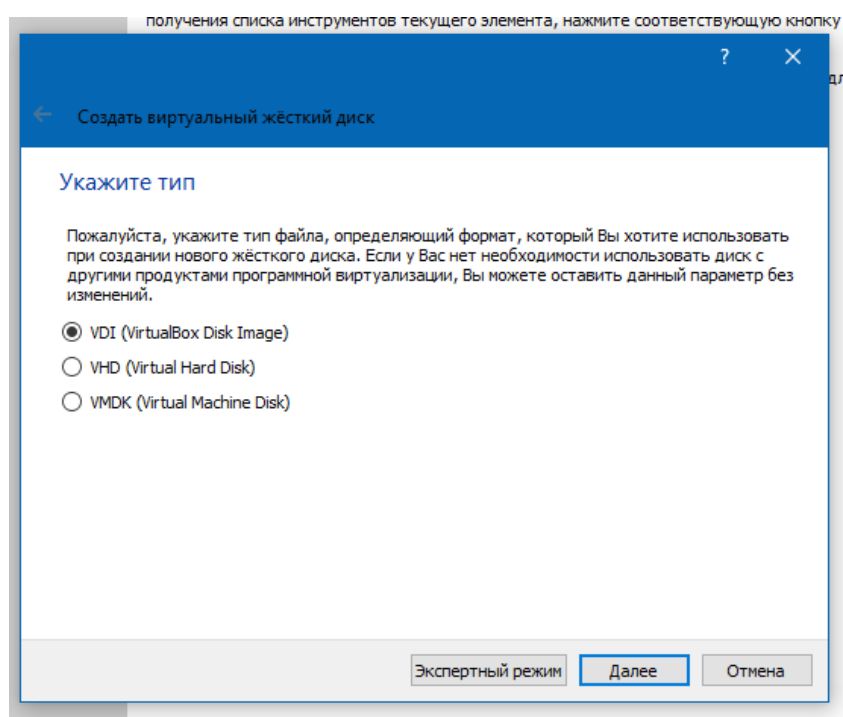 получения списка инструментов текущего элемента, нажмите соответствующую кнопку
?
Создать виртуальный жёсткий диск
Укажите тип
Пожалуйста, укажите тип файла, определяющий формат, который Вы хотите использовать
при создании нового жёсткого диска. Если у Вас нет необходимости использовать диск с
другими продуктами программной виртуализации, Вы можете оставить данный параметр без
изменений.
VDI (VirtualBox Disk Image)
VHD (Virtual Hard Disk)
VMDK (Virtual Machine Disk)
Экспертный режим Далее Отмена